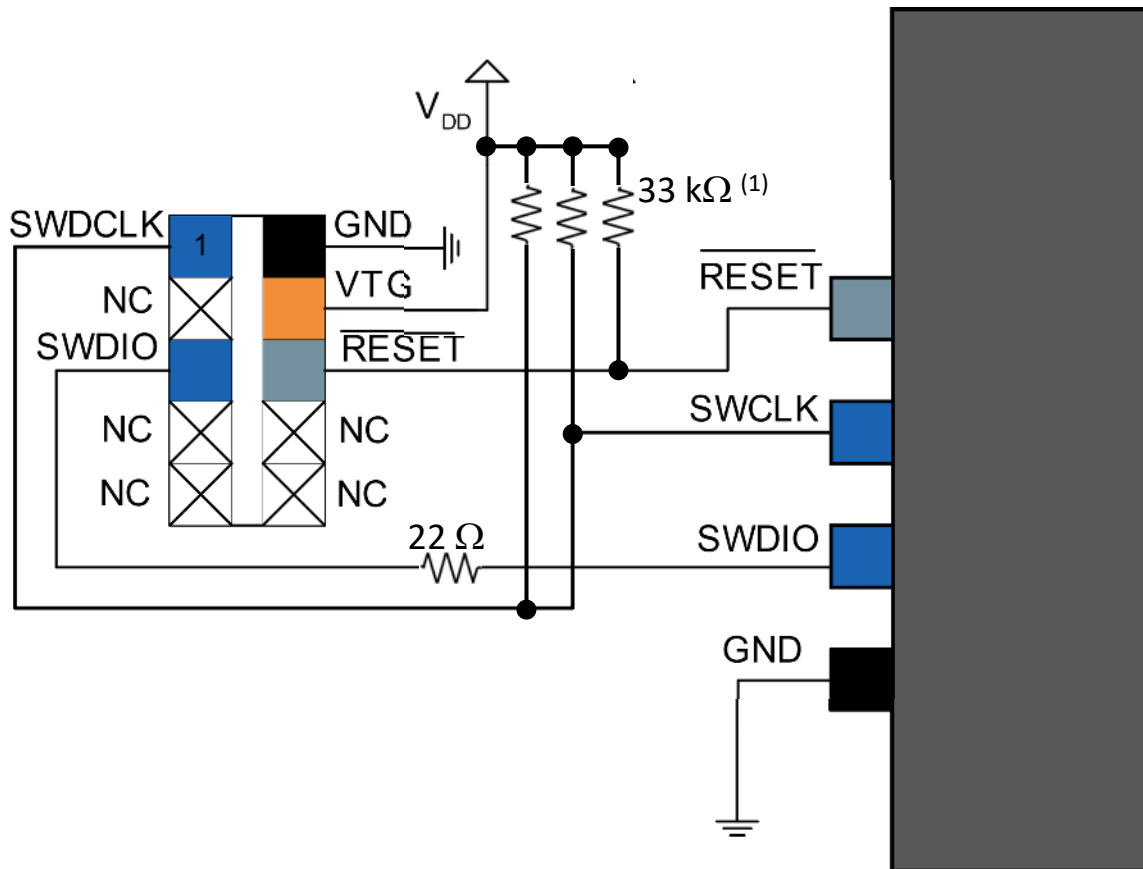 V_DD
33 kΩ (1)
SWDCLK
1
GND
NC
VTG
SWDIO
RESET
NC
NC
NC
NC
RESET
SWCLK
22 Ω
SWDIO
GND